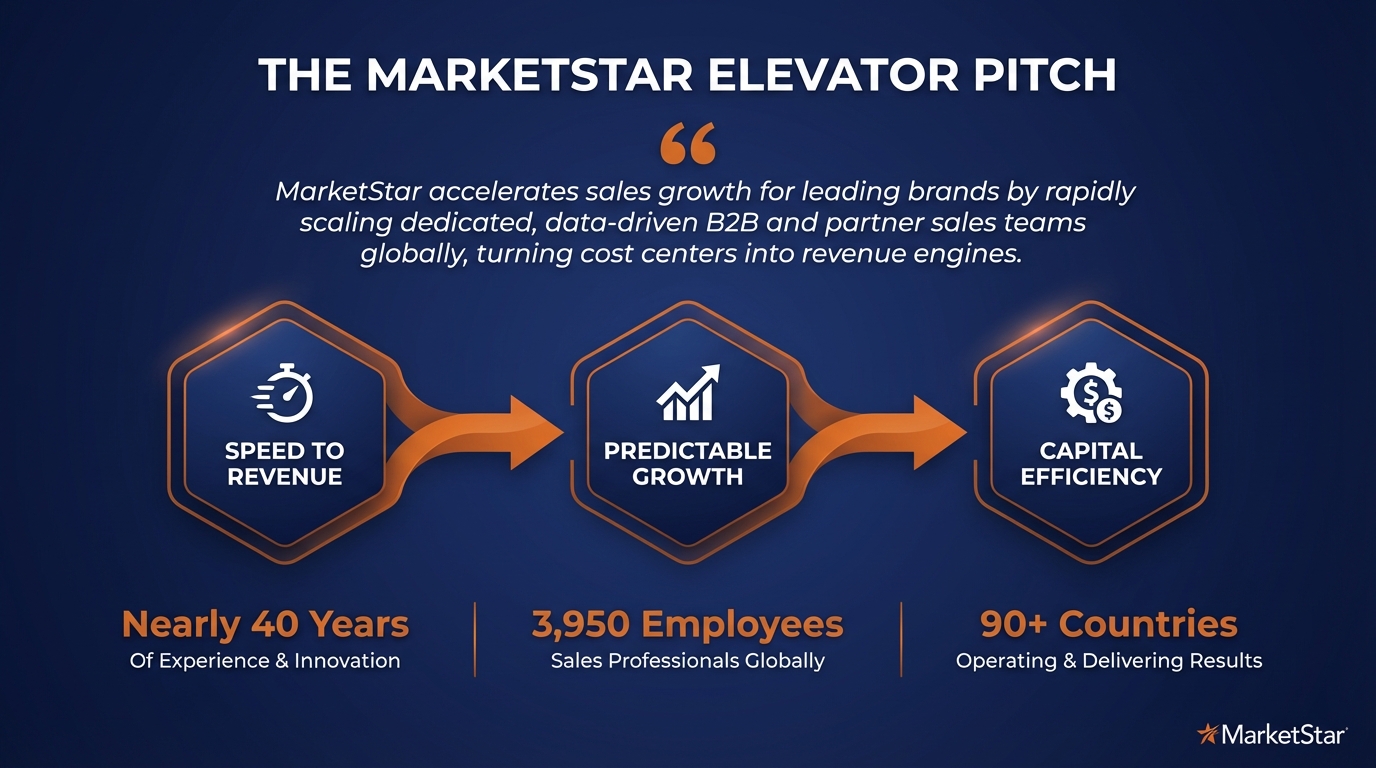 THE MARKETSTAR ELEVATOR PITCH
“
MarketStar accelerates sales growth for leading brands by rapidly
scaling dedicated, data-driven B2B and partner sales teams
globally, turning cost centers into revenue engines.
SPEED TO
REVENUE
PREDICTABLE
GROWTH
$
$
CAPITAL
EFFICIENCY
Nearly 40 Years
Of Experience & Innovation
3,950 Employees
Sales Professionals Globally
90+ Countries
Operating & Delivering Results
MarketStar